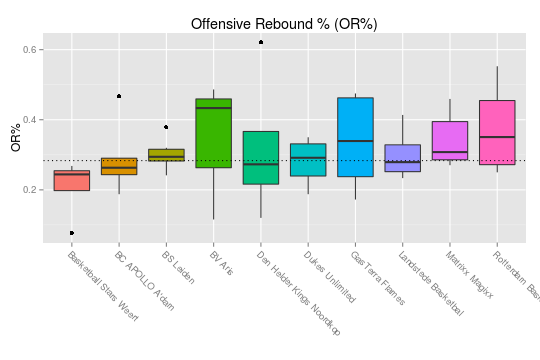 Offensive Rebound % (OR%)
OR%
0.6
0.4
0.2
Basketball Stars Weert
BC APOLLO A'dam
BS Leiden
BV Aris
Den Helder Kings Noordkop
Dukes Unlimited
GasTerra Flames
Landstede Basketbal
Matrixx Magixx
Rotterdam Bas